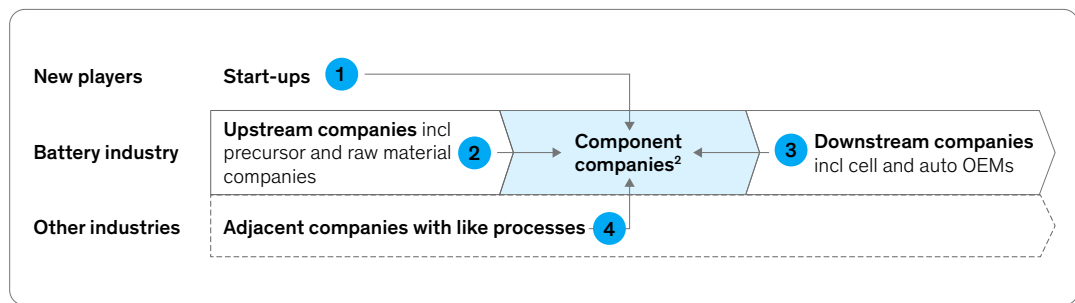 New players
Start-ups 1
Battery industry
Upstream companies incl
precursor and raw material
companies
2
Component
companies²
3
Downstream companies
incl cell and auto OEMs
Other industries
Adjacent companies with like processes 4